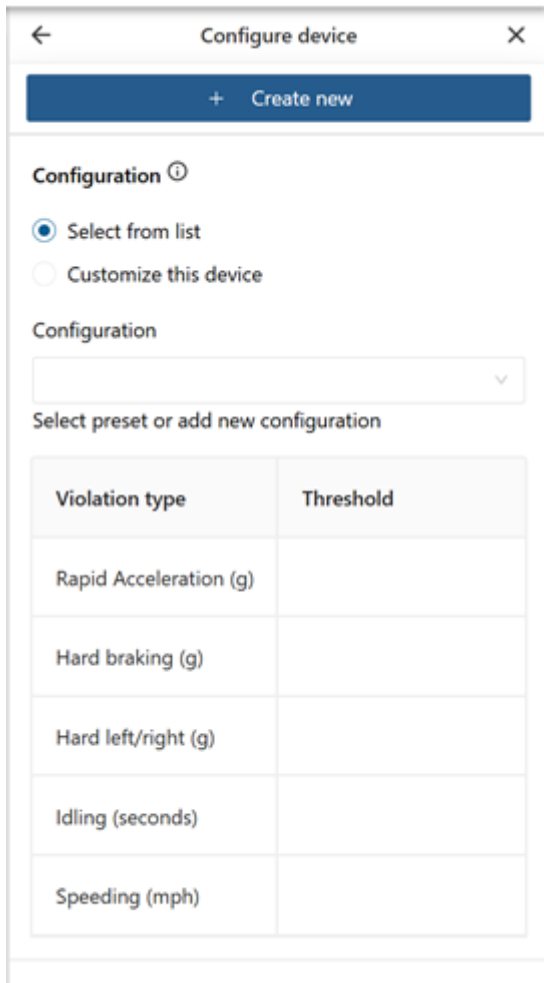 Configure device
+ Create new
Configuration
Select from list
Customize this device
Configuration
Select preset or add new configuration
Violation type Threshold
Rapid Acceleration (g)
Hard braking (g)
Hard left/right (g)
Idling (seconds)
Speeding (mph)